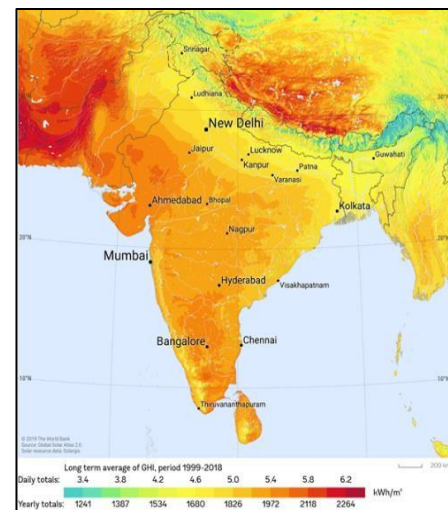 Srinagar
30°N
Ludhiana
New Delhi
Jaipur
Lucknow
Kanpur
Guwahati
Patna
Varanasi
Ahmedabad
Bhopal
Kolkata
Nagpur
20°N
Mumbai
Hyderabad
Visakhapatnam
Bangalore
Chennai
10°N
Thiruvananthapuram
© 2019 The World Bank
Source: Global Solar Atlas 2.0
Solar resource data: Solargis
Long term average of GHI, period 1999-2018
200 km
Daily totals: 3.4 3.8 4.2 4.6 5.0 5.4 5.8 6.2
kWh/m²
Yearly totals: 1241 1387 1534 1680 1826 1972 2118 2264